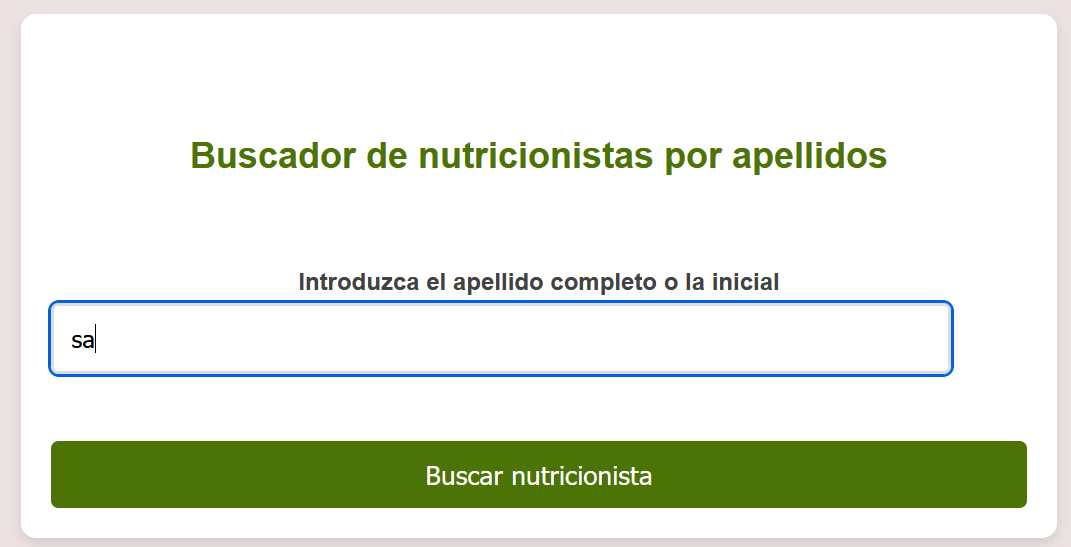 Buscador de nutricionistas por apellidos
Introduzca el apellido completo o la inicial
sa
Buscar nutricionista